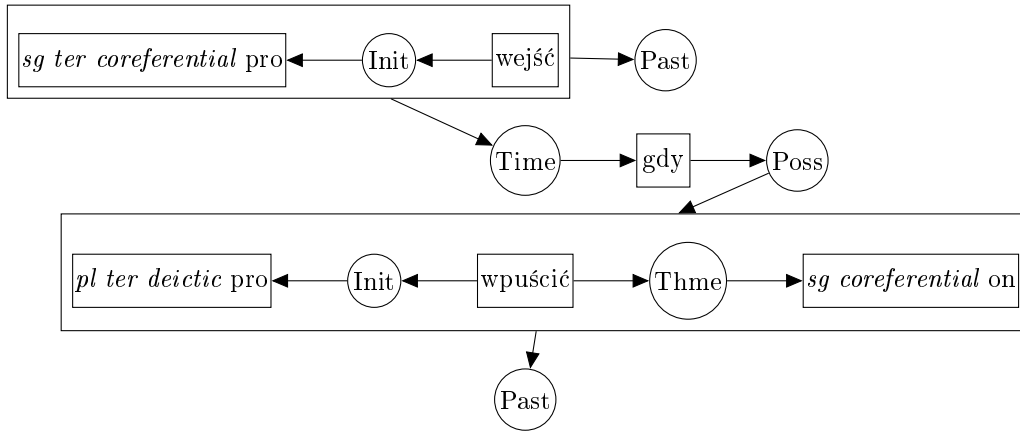 sg ter coreferential pro Init wejść Past
Time gdy Poss
pl ter deictic pro Init wpuścić Thme sg coreferential on
Past